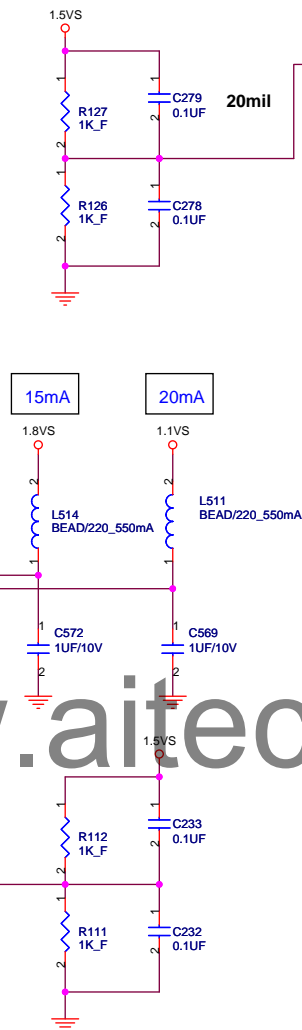 1.5VS
1
R127
1K_F
2
1
C279
0.1UF
2
20mil
1
R126
1K_F
2
1
C278
0.1UF
2
15mA
20mA
1.8VS
1.1VS
2
L514
BEAD/220_550mA
1
2
L511
BEAD/220_550mA
1
1
C572
1UF/10V
2
1
C569
1UF/10V
2
.aitec
1.5VS
1
R112
1K_F
2
1
C233
0.1UF
2
1
R111
1K_F
2
1
C232
0.1UF
2